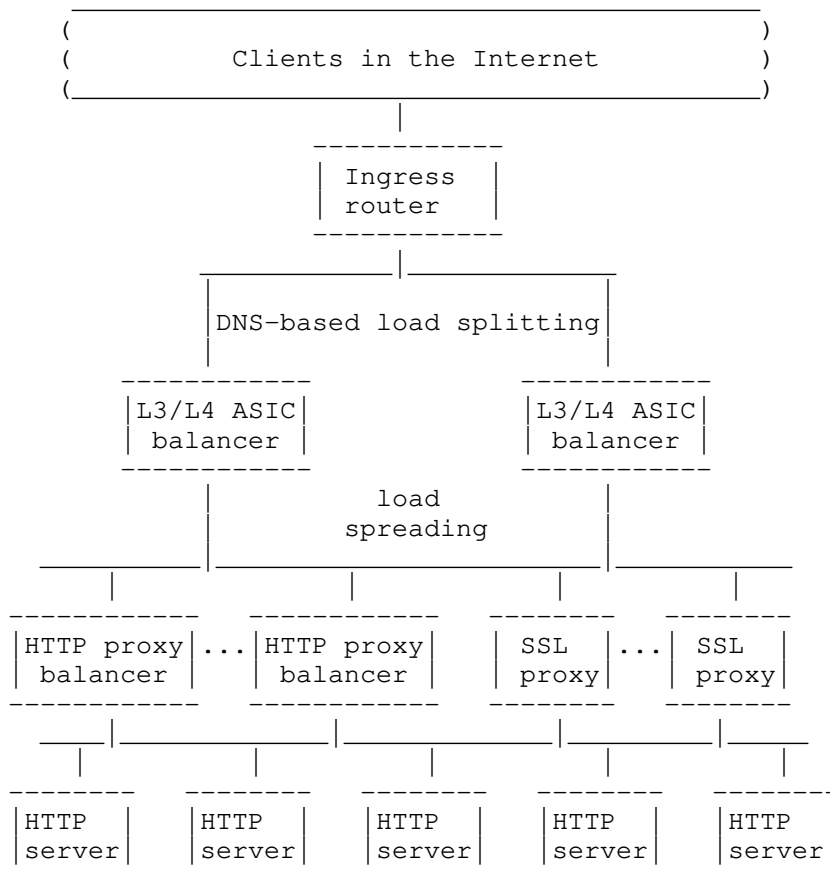 Clients in the Internet
Ingress
router
DNS-based load splitting
L3/L4 ASIC L3/L4 ASIC
balancer balancer
load
spreading
HTTP proxy ... HTTP proxy SSL ... SSL
balancer balancer proxy proxy
HTTP HTTP HTTP HTTP HTTP
server server server server server